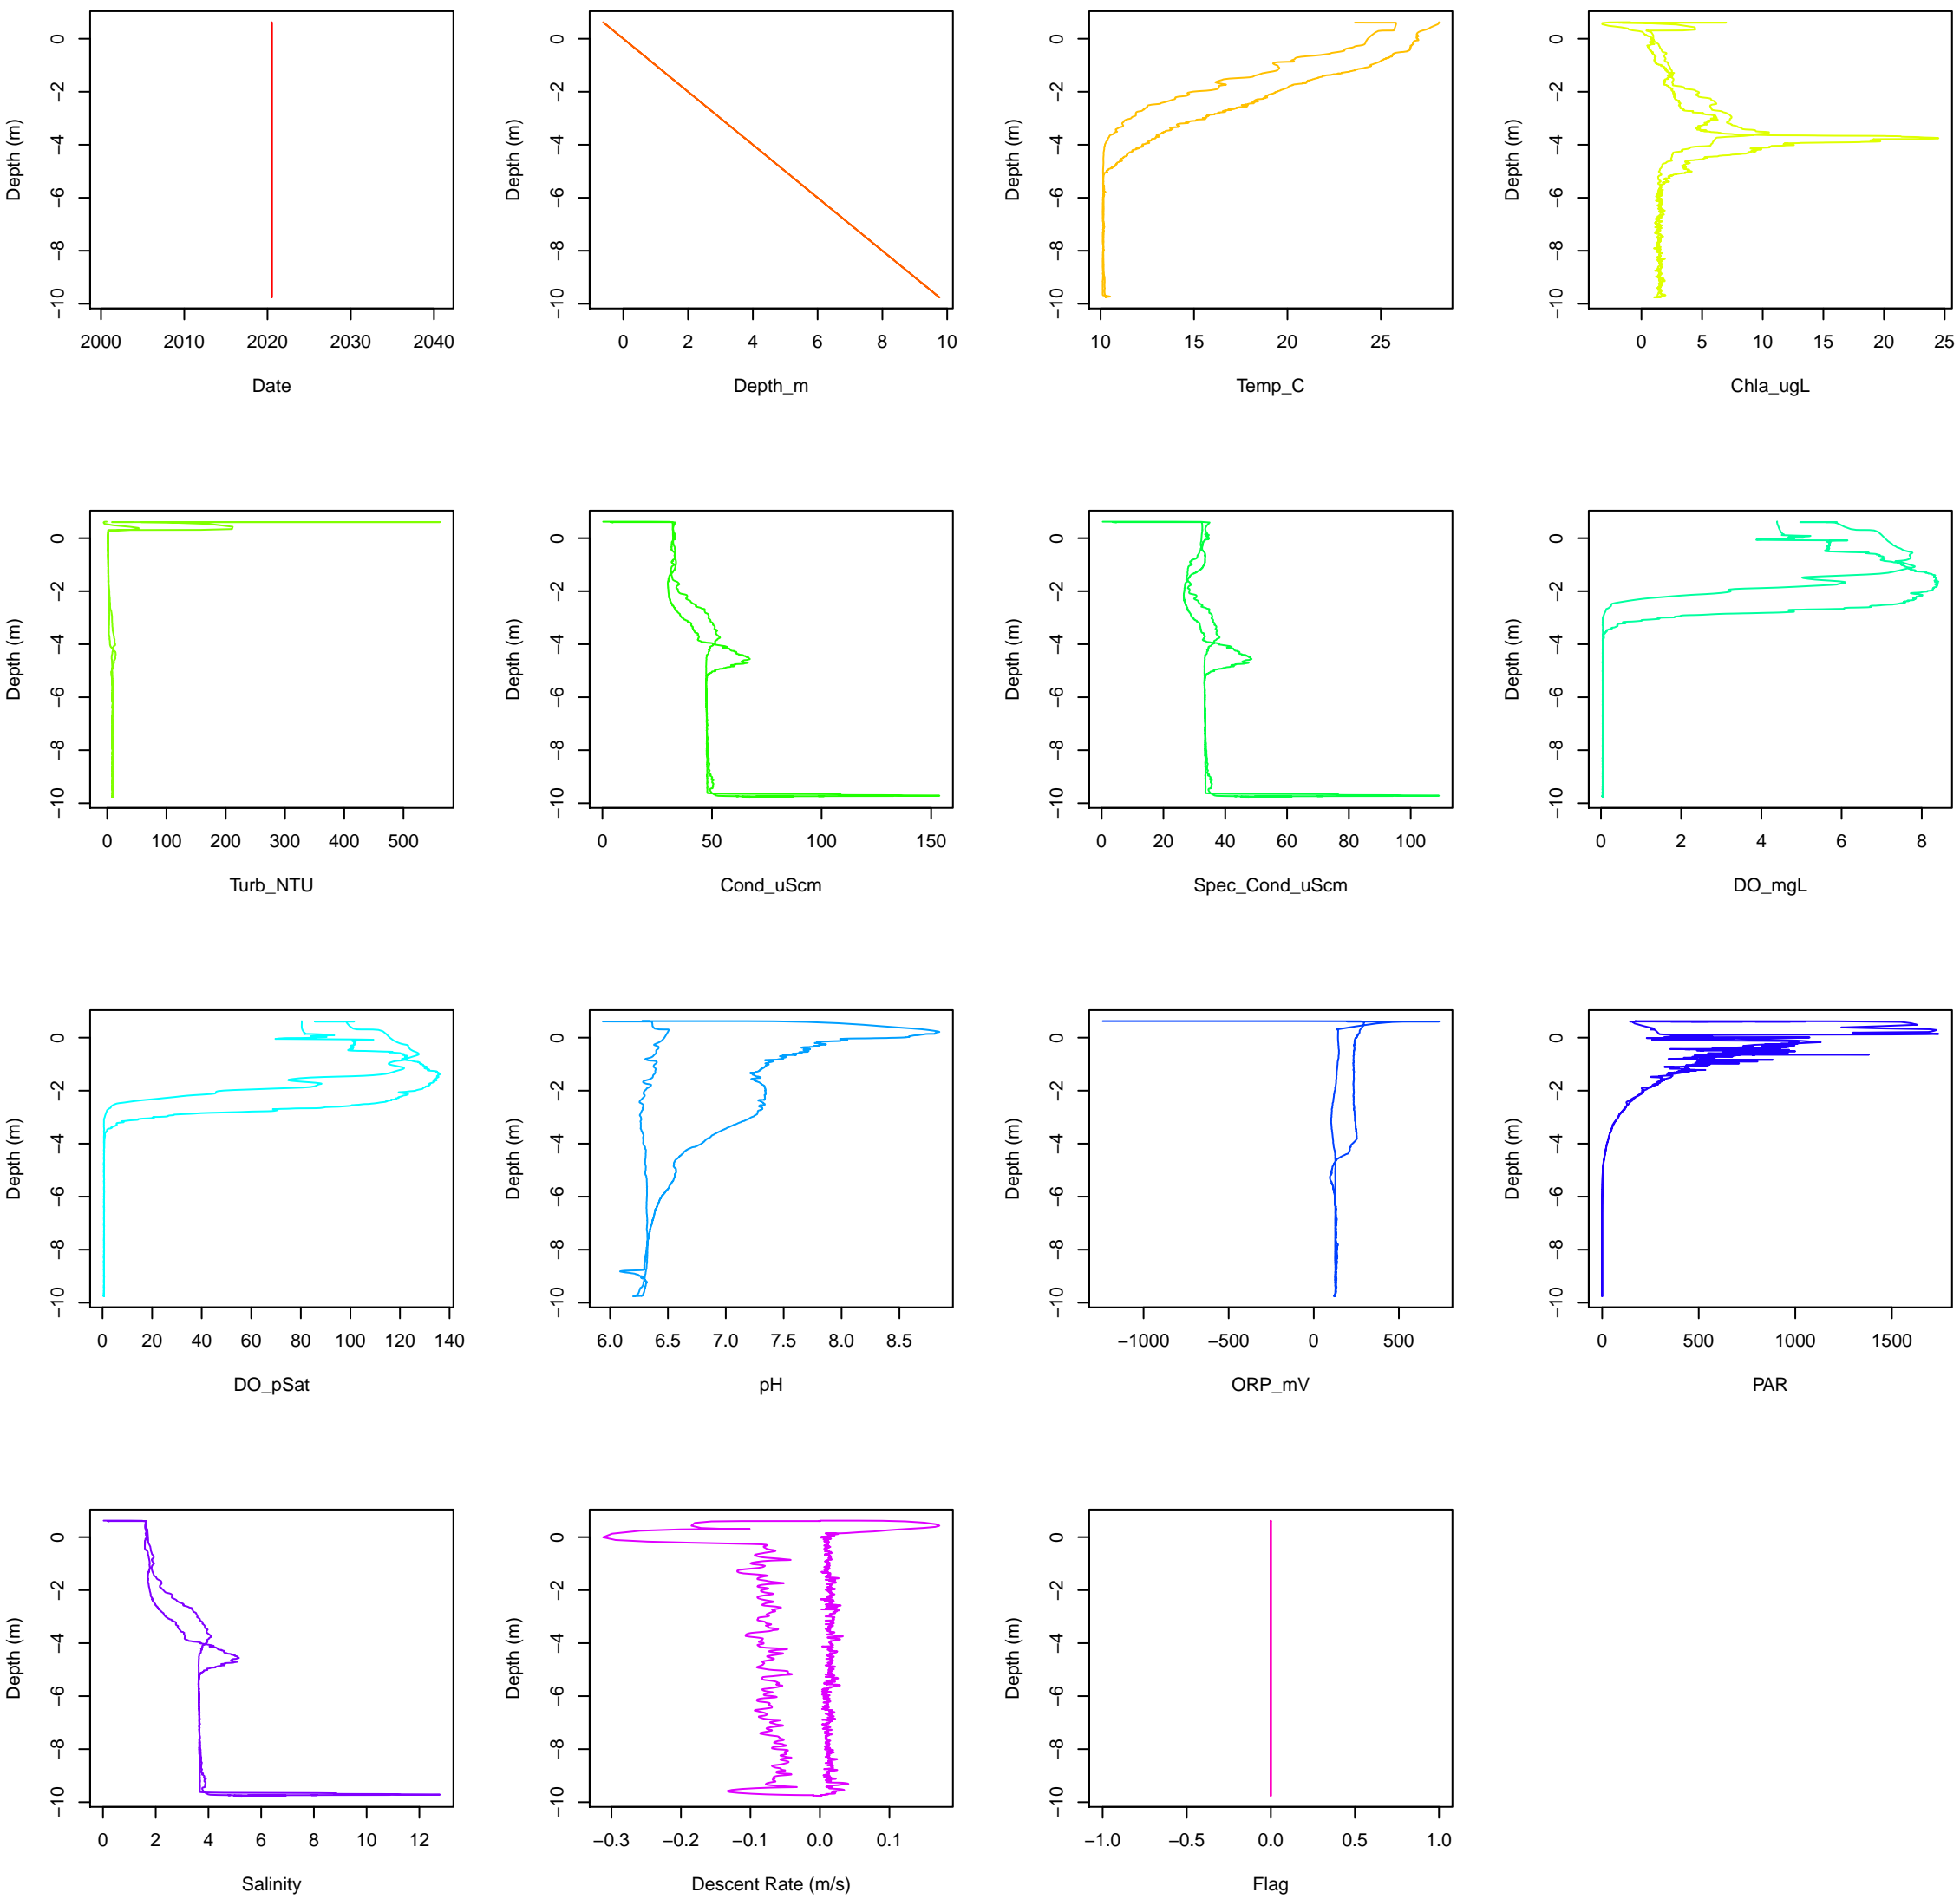 Depth (m)
0
−2
−4
−6
−8
−10
2000 2010 2020 2030 2040
Date
Depth (m)
0
−2
−4
−6
−8
−10
0 2 4 6 8 10
Depth_m
Depth (m)
0
−2
−4
−6
−8
−10
10 15 20 25
Temp_C
Depth (m)
0
−2
−4
−6
−8
−10
0 5 10 15 20 25
Chla_ugL
Depth (m)
0
−2
−4
−6
−8
−10
0 100 200 300 400 500
Turb_NTU
Depth (m)
0
−2
−4
−6
−8
−10
0 50 100 150
Cond_uScm
Depth (m)
0
−2
−4
−6
−8
−10
0 20 40 60 80 100
Spec_Cond_uScm
Depth (m)
0
−2
−4
−6
−8
−10
0 2 4 6 8
DO_mgL
Depth (m)
0
−2
−4
−6
−8
−10
0 20 40 60 80 100 120 140
DO_pSat
Depth (m)
0
−2
−4
−6
−8
−10
6.0 6.5 7.0 7.5 8.0 8.5
pH
Depth (m)
0
−2
−4
−6
−8
−10
−1000 −500 0 500
ORP_mV
Depth (m)
0
−2
−4
−6
−8
−10
0 500 1000 1500
PAR
Depth (m)
0
−2
−4
−6
−8
−10
0 2 4 6 8 10 12
Salinity
Depth (m)
0
−2
−4
−6
−8
−10
−0.3 −0.2 −0.1 0.0 0.1
Descent Rate (m/s)
Depth (m)
0
−2
−4
−6
−8
−10
−1.0 −0.5 0.0 0.5 1.0
Flag